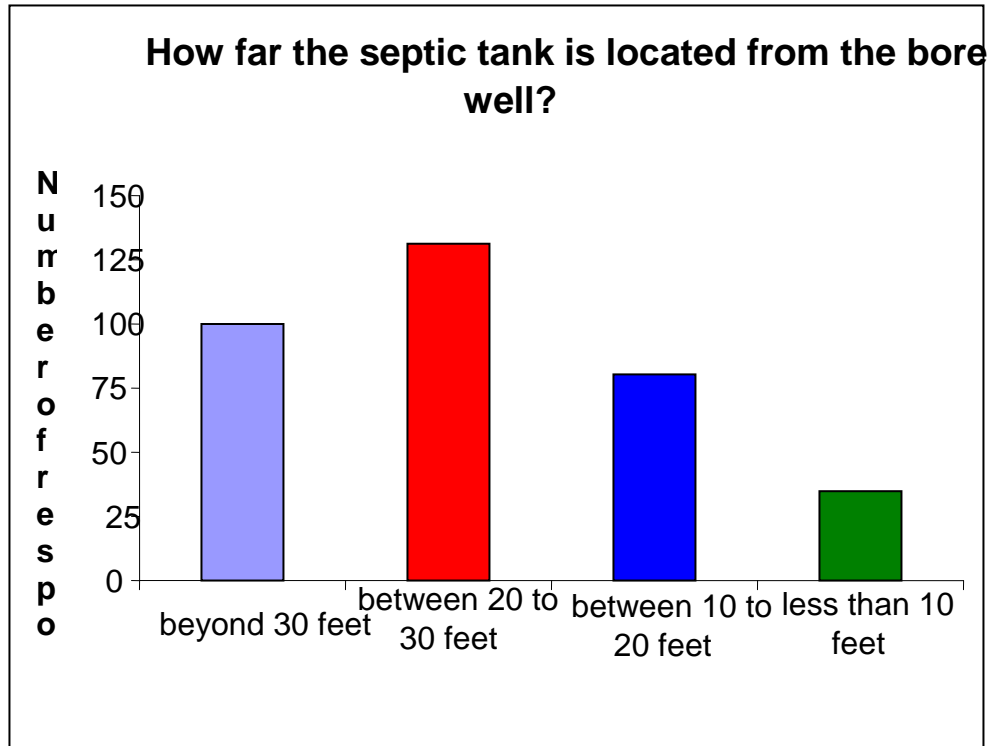 How far the septic tank is located from the bore
well?
N
u
m
b
e
r
o
f
r
e
s
p
o
150
125
100
75
50
25
0
beyond 30 feet
between 20 to
30 feet
between 10 to
20 feet
less than 10
feet